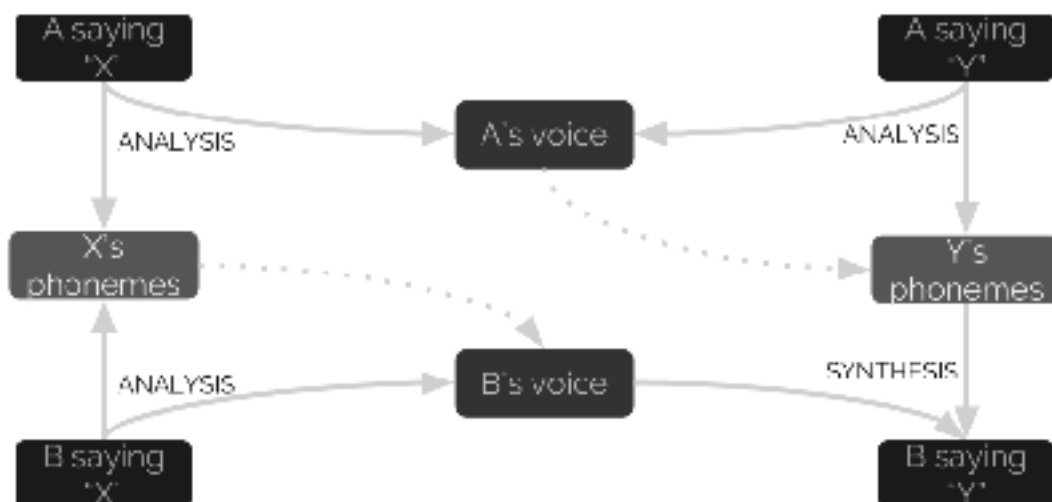 A saying
"X"
A saying
"Y"
ANALYSIS
A's voice
ANALYSIS
X's
phonemes
Y's
phonemes
ANALYSIS
B's voice
SYNTHESIS
B saying
"X"
B saying
"Y"